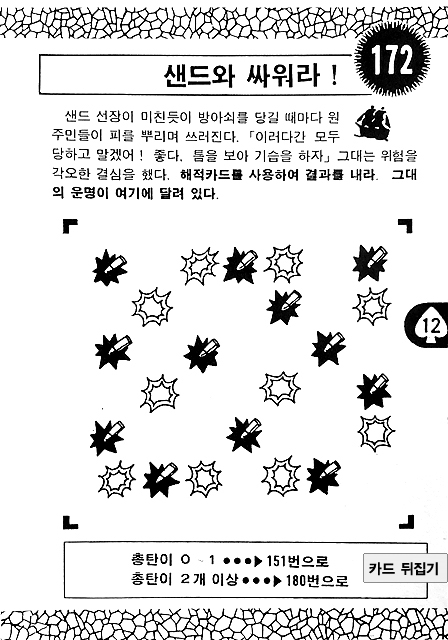 172
샌드와 싸워라 !
샌드 선장이 미친듯이 방아쇠를 당길 때마다 원
주민들이 피를 뿌리며 쓰러진다. 「이러다간 모두
당하고 말겠어! 좋다. 틈을 보아 기습을 하자」 그대는 위험을
각오한 결심을 했다. 해적카드를 사용하여 결과를 내라. 그대
의 운명이 여기에 달려 있다.
12
총탄이 0 ~ 1 ●●●▶ 151번으로
총탄이 2개 이상 ●●●▶ 180번으로
카드 뒤집기